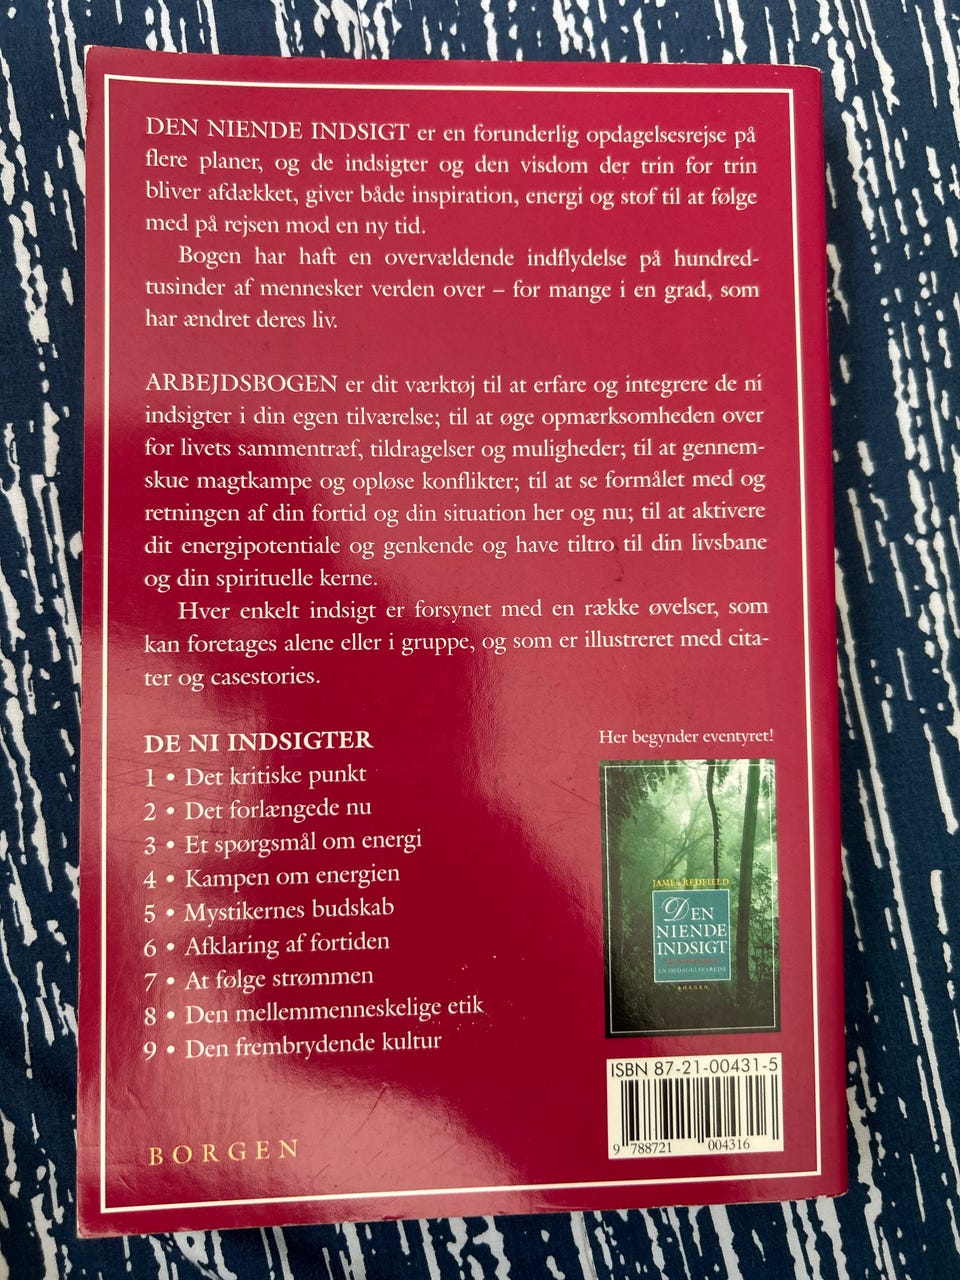 DEN NIENDE INDSIGT er en forunderlig opdagelsesrejse på
flere planer, og de indsigter og den visdom der trin for trin
bliver afdækket, giver både inspiration, energi og stof til at følge
med på rejsen mod en ny tid.
Bogen har haft en overvældende indflydelse på hundred-
tusinder af mennesker verden over – for mange i en grad, som
har ændret deres liv.
ARBEJDSBOGEN er dit værktøj til at erfare og integrere de ni
indsigter i din egen tilværelse; til at øge opmærksomheden over
for livets sammentræf, tildragelser og muligheder; til at gennem-
skue magtkampe og opløse konflikter; til at se formålet med og
retningen af din fortid og din situation her og nu; til at aktivere
dit energipotentiale og genkende og have tiltro til din livsbane
og din spirituelle kerne.
Hver enkelt indsigt er forsynet med en række øvelser, som
kan foretages alene eller i gruppe, og som er illustreret med cita-
ter og casestories.
DE NI INDSIGTER
1 • Det kritiske punkt
2 • Det forlængede nu
3 • Et spørgsmål om energi
4 • Kampen om energien
5 • Mystikernes budskab
6 • Afklaring af fortiden
7 • At følge strømmen
8 • Den mellemmenneskelige etik
9 • Den frembrydende kultur
BORGEN
Her begynder eventyret!
JAMES REDFIELD
DEN
NIENDE
INDSIGT
EN OPDAGELSESREJSE
BORGEN
ISBN 87-21-00431-5
9 788721 004316